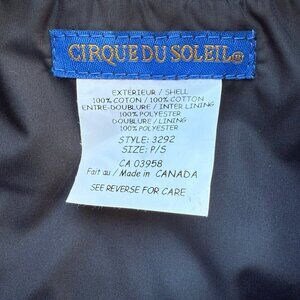 CIRQUE DU SOLEIL
EXTÉRIEUR / SHELL
100% COTON / 100% COTTON
ENTRE-DOUBLURE / INTER LINING
100% POLYESTER
DOUBLURE / LINING
100% POLYESTER
STYLE: 3292
SIZE: P/S
CA 03958
Fait au / Made in CANADA
SEE REVERSE FOR CARE